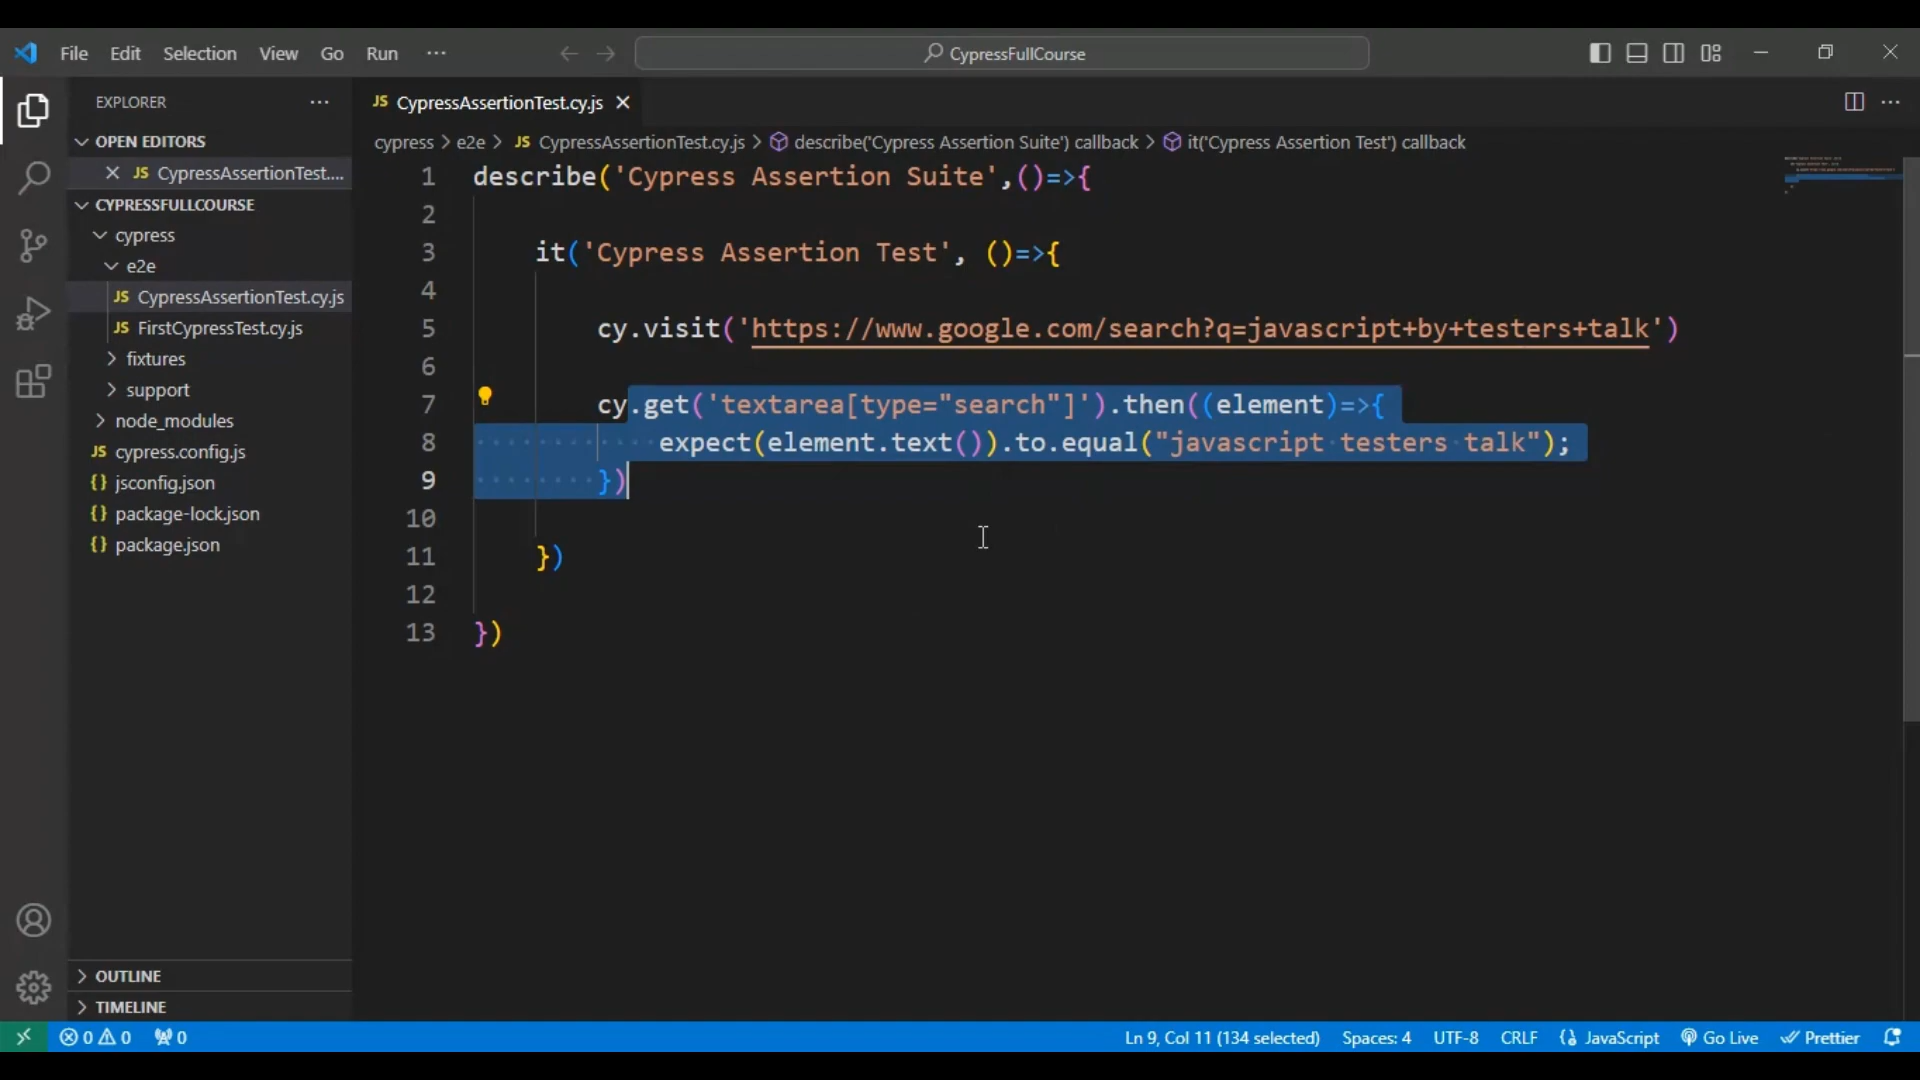 File Edit Selection View Go Run ··· CypressFullCourse
EXPLORER ···
OPEN EDITORS
JS CypressAssertionTest....
CYPRESSFULLCOURSE
cypress
e2e
JS CypressAssertionTest.cy.js
JS FirstCypressTest.cy.js
fixtures
support
node_modules
JS cypress.config.js
{} jsconfig.json
{} package-lock.json
{} package.json
OUTLINE
TIMELINE
JS CypressAssertionTest.cy.js
cypress > e2e > JS CypressAssertionTest.cy.js > describe('Cypress Assertion Suite') callback > it('Cypress Assertion Test') callback
1 describe('Cypress Assertion Suite',()=>{
2
3 it('Cypress Assertion Test', ()=>{
4
5 cy.visit('https://www.google.com/search?q=javascript+by+testers+talk')
6
7 cy.get('textarea[type="search"]').then((element)=>{
8 expect(element.text()).to.equal("javascript testers talk");
9 })
10
11 })
12
13 })
0 0 0 Ln 9, Col 11 (134 selected) Spaces: 4 UTF-8 CRLF {} JavaScript Go Live Prettier